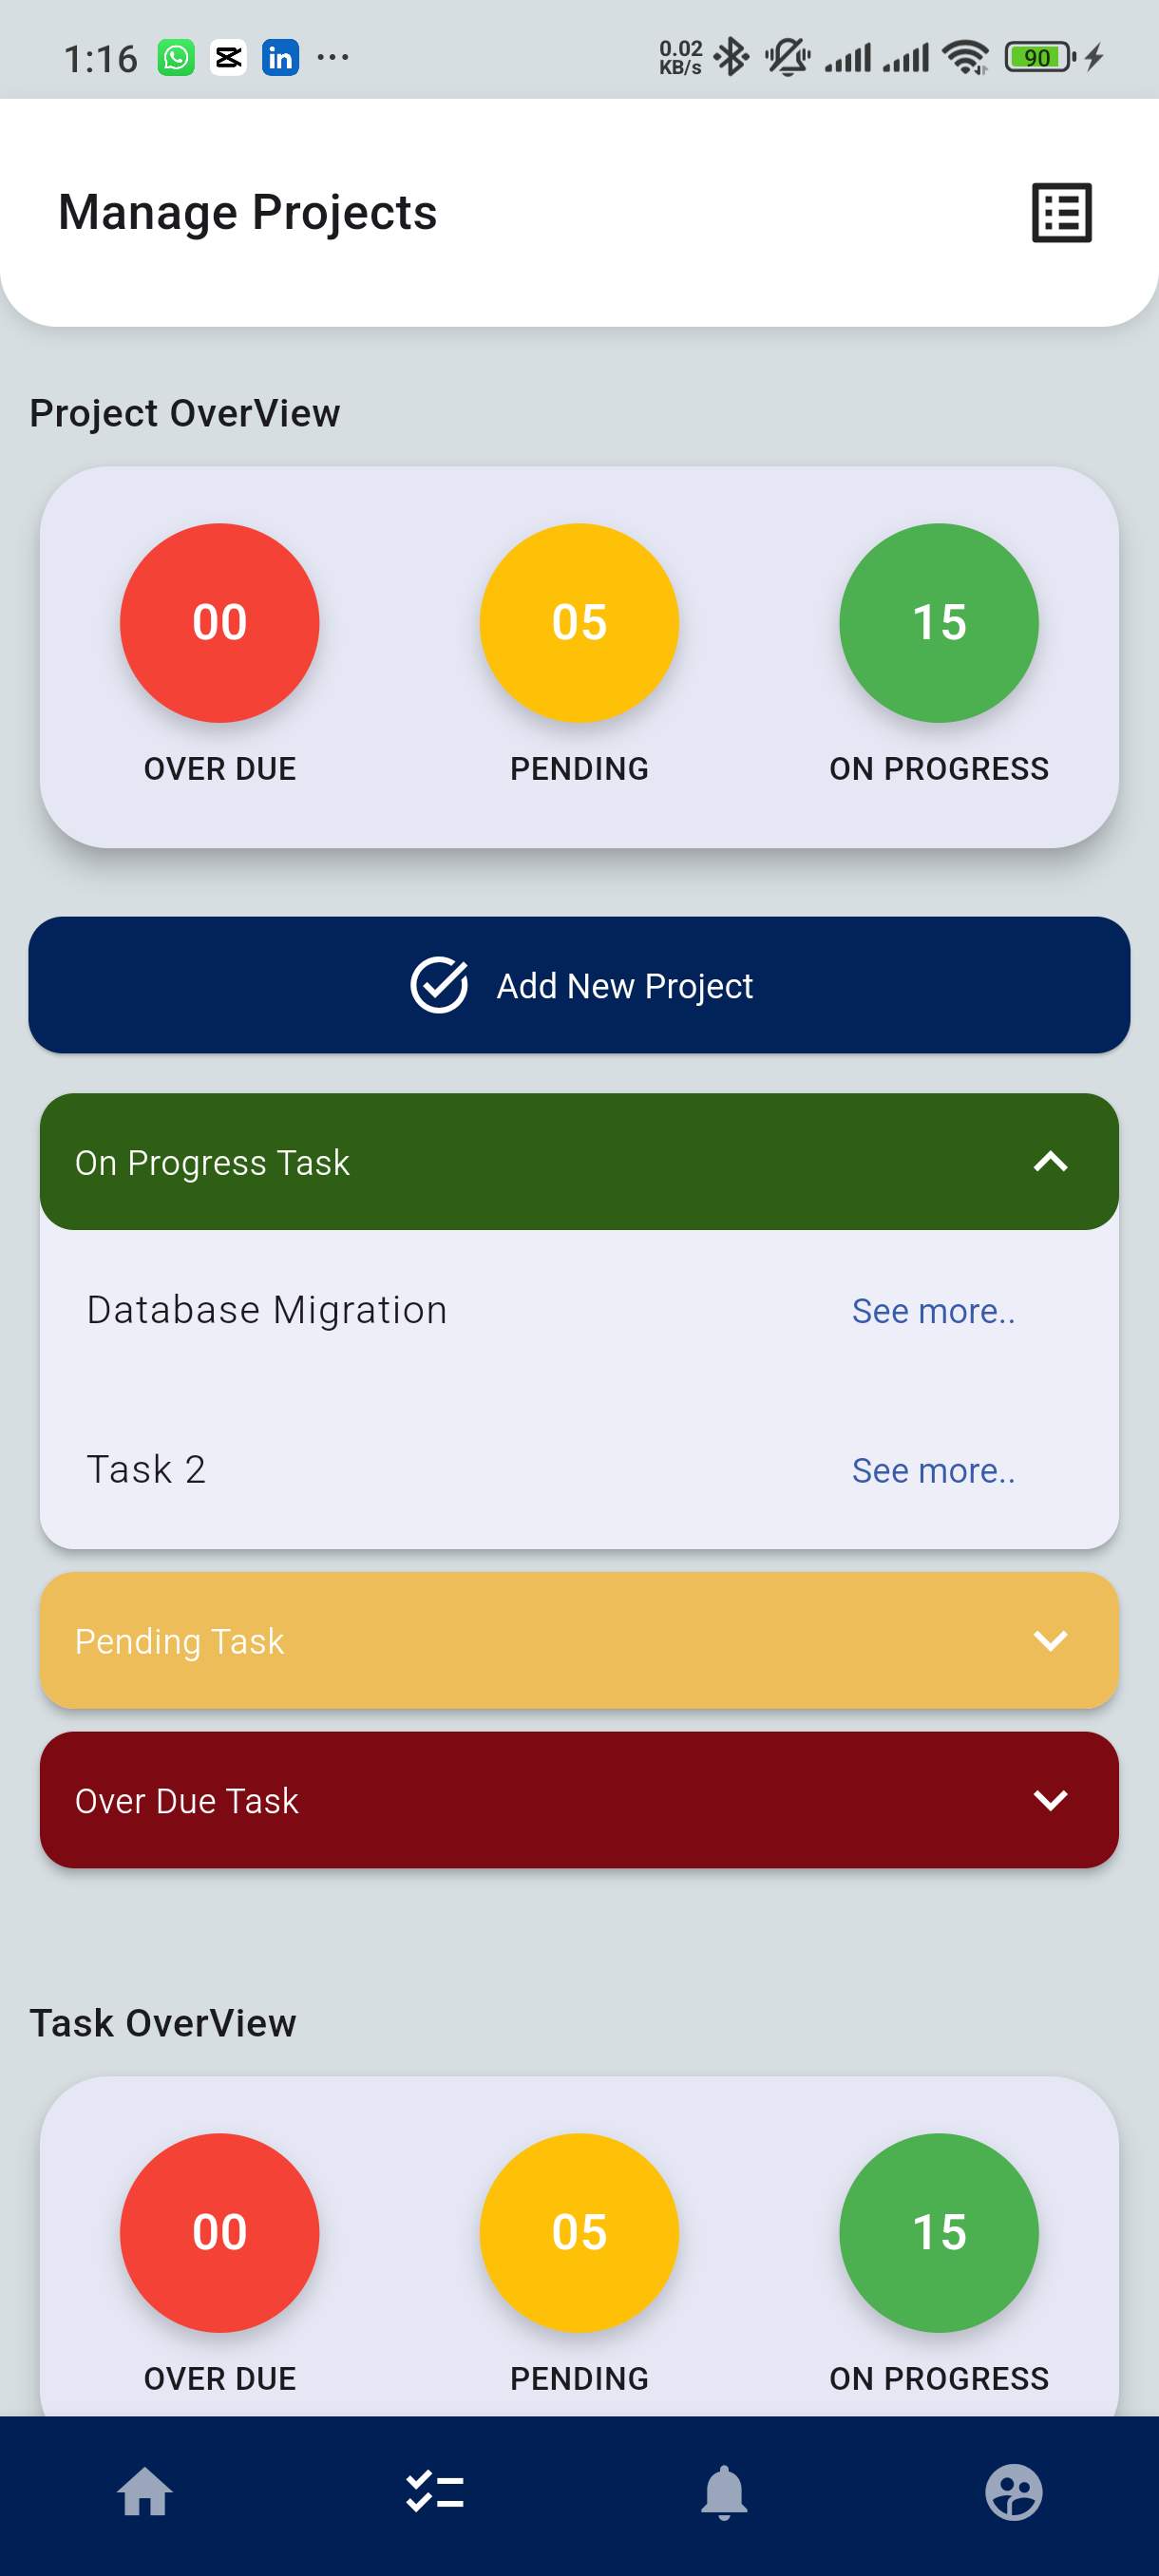 1:16 in ... 0.02 KB/s 90
Manage Projects
Project OverView
00 05 15
OVER DUE PENDING ON PROGRESS
Add New Project
On Progress Task
Database Migration See more..
Task 2 See more..
Pending Task
Over Due Task
Task OverView
00 05 15
OVER DUE PENDING ON PROGRESS